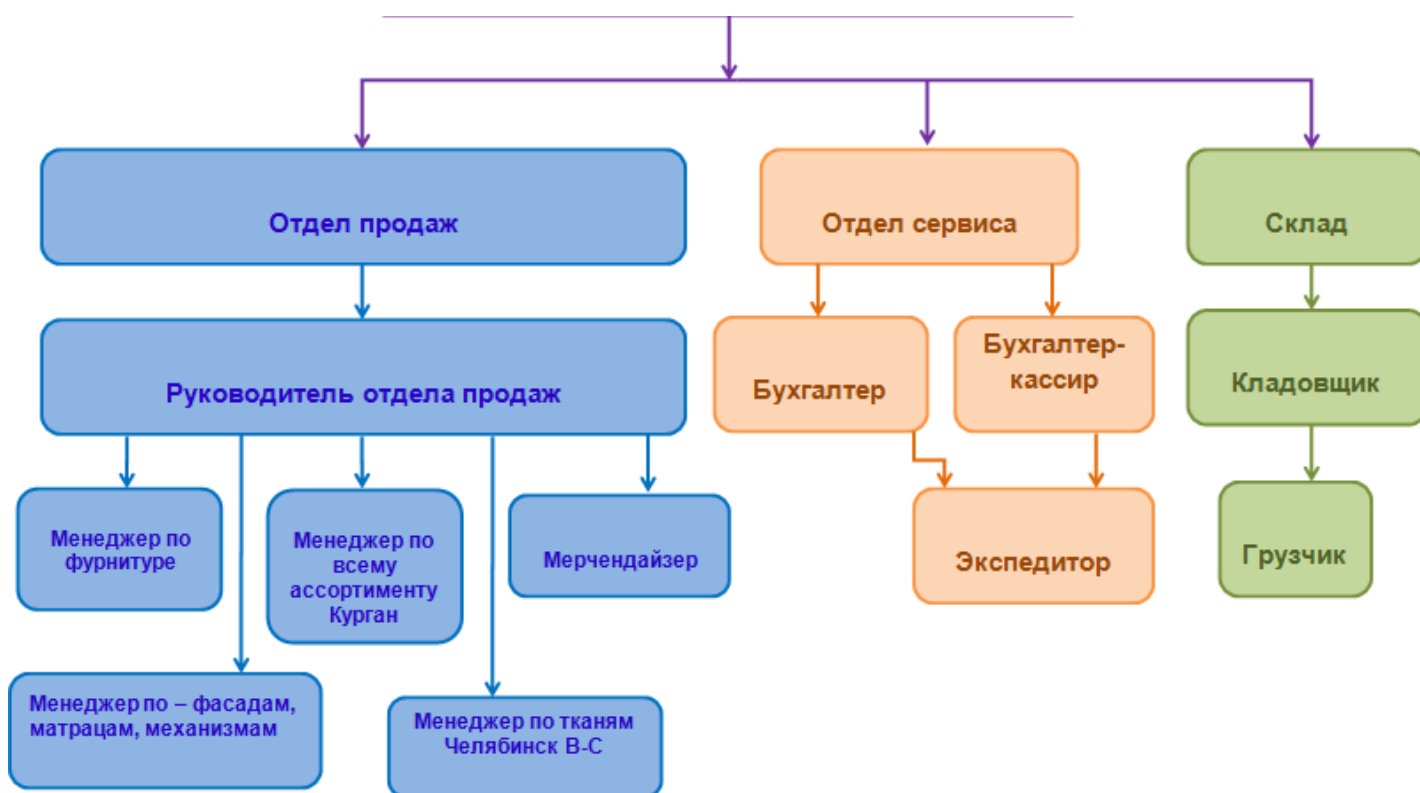 Отдел продаж
Отдел сервиса
Склад
Руководитель отдела продаж
Бухгалтер
Бухгалтер-
кассир
Кладовщик
Менеджер по
фурнитуре
Менеджер по
всему
ассортименту
Курган
Мерчендайзер
Экспедитор
Грузчик
Менеджер по – фасадам,
матрацам, механизмам
Менеджер по тканям
Челябинск В-С